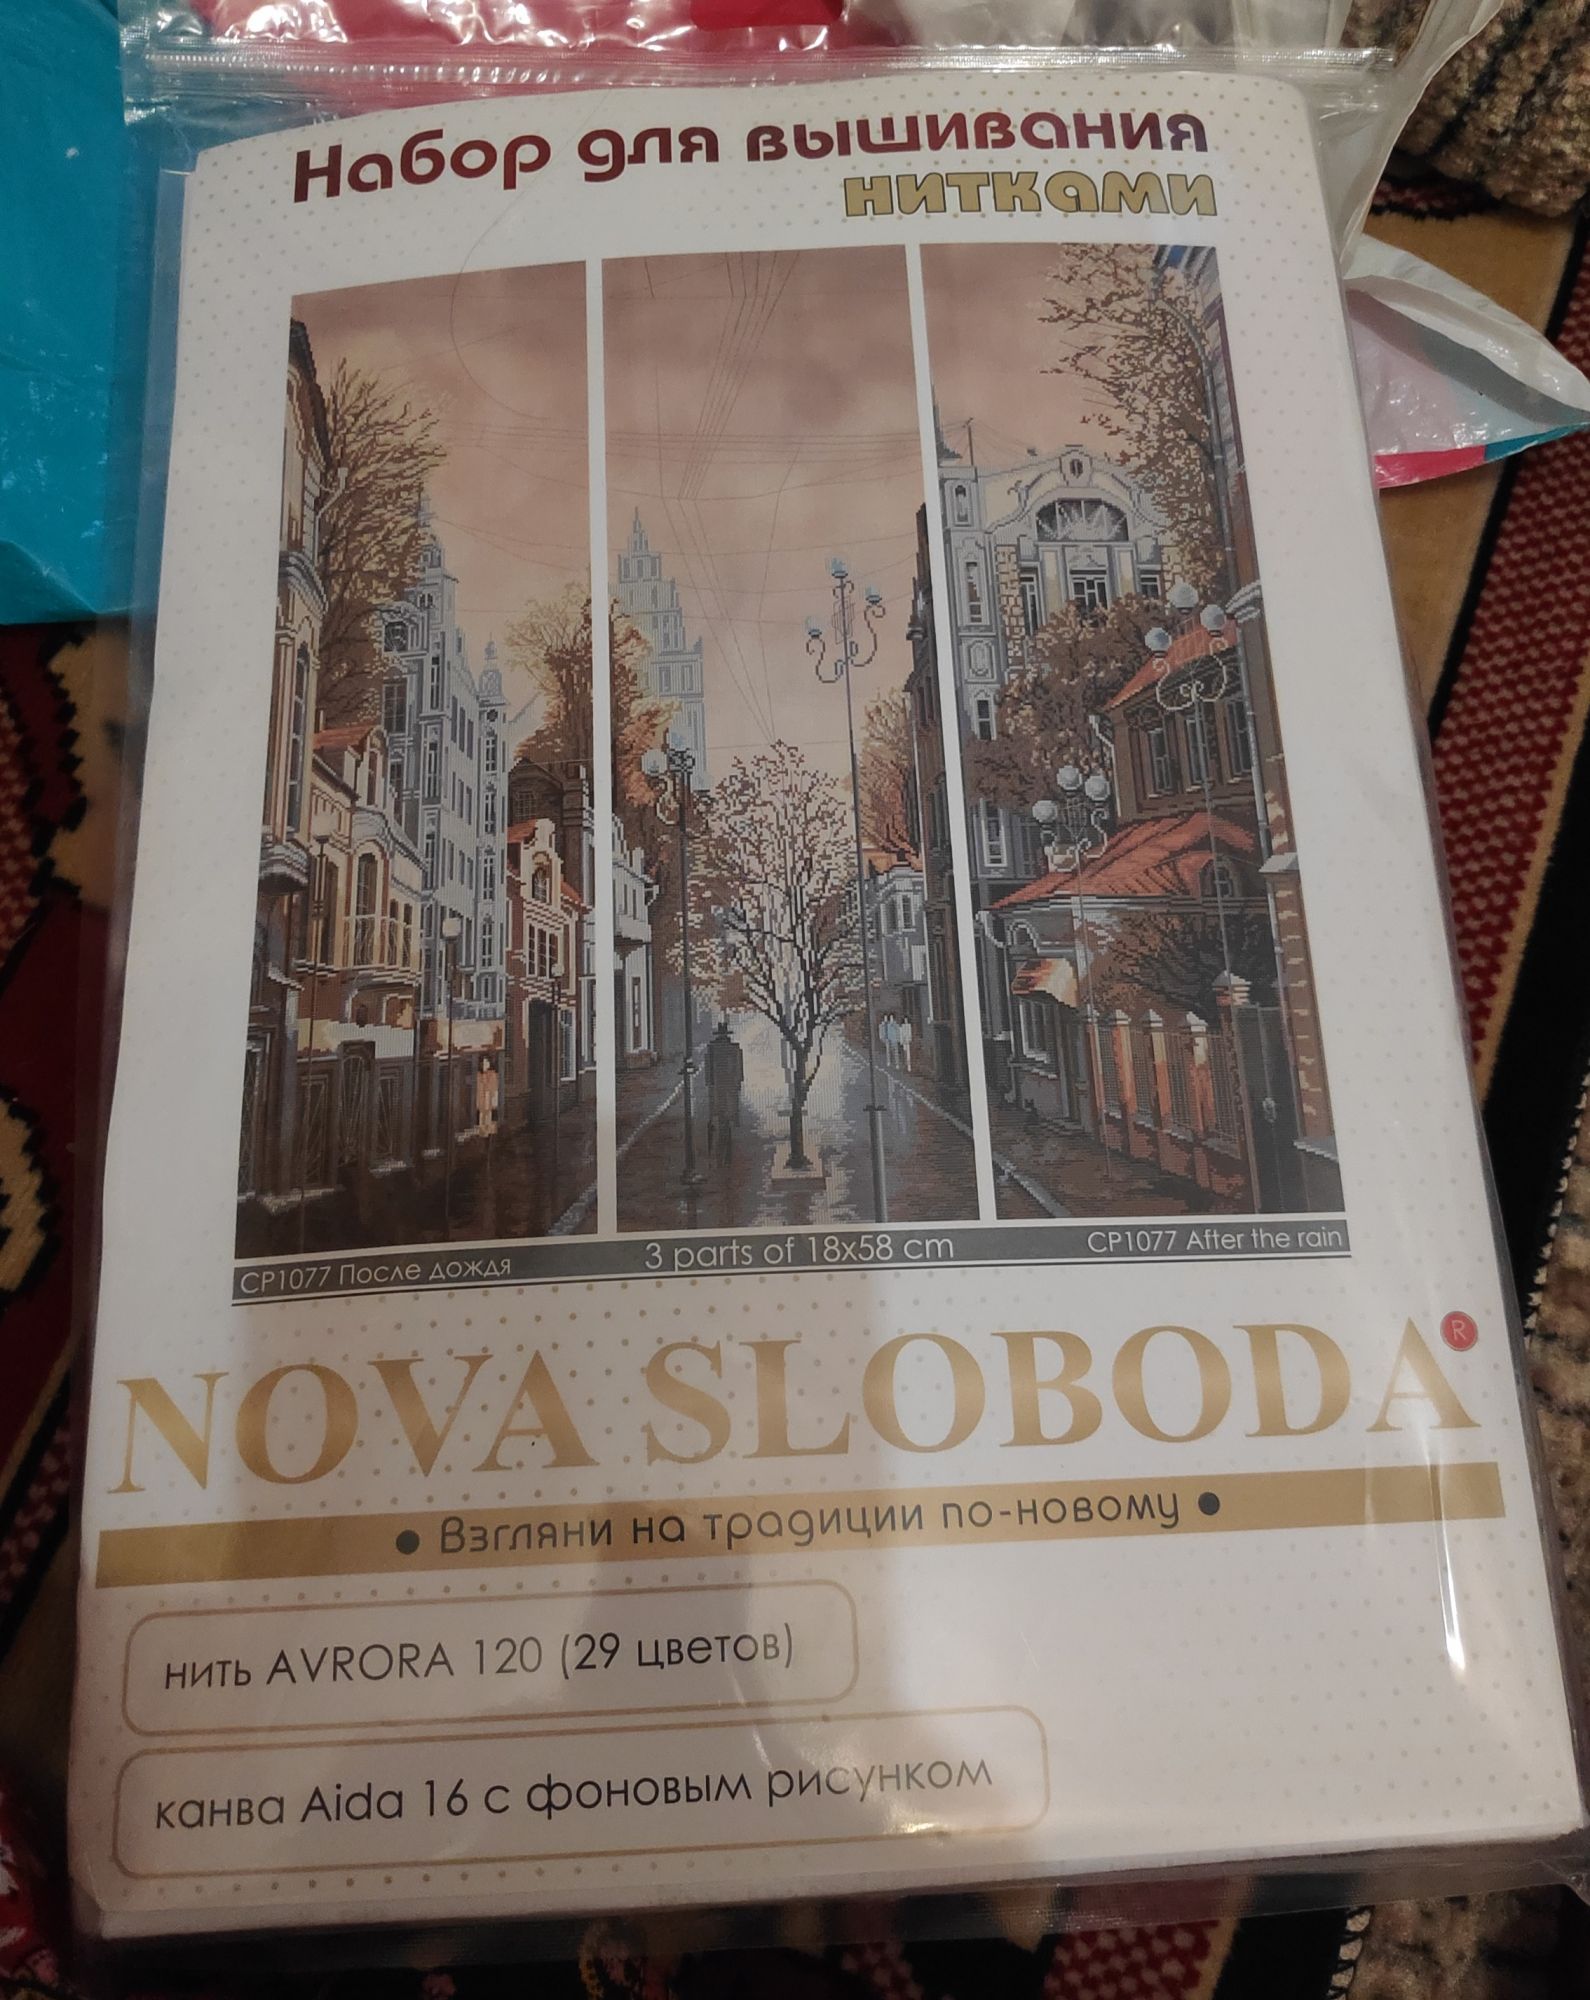 Набор для вышивания
нитками
СР1077 После дождя
3 parts of 18x58 cm
CP1077 After the rain
NOVA SLOBODA®
• Взгляни на традиции по-новому •
нить AVRORA 120 (29 цветов)
канва Aida 16 с фоновым рисунком